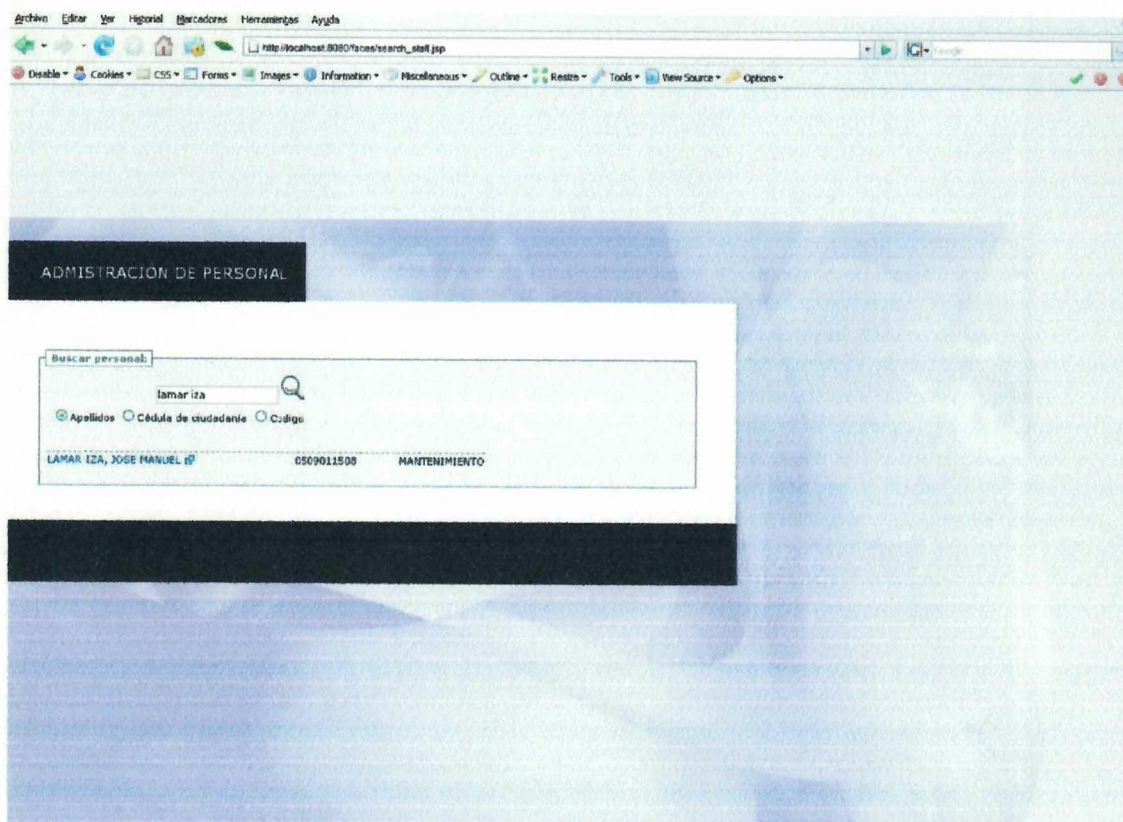 Archivo Editar Ver Historial Marcadores Herramientas Ayuda
http://localhost:8080/faces/search_staff.jsp
Disable Cookies CSS Forms Images Information Miscellaneous Outline Resize Tools View Source Options
ADMISTRACIÓN DE PERSONAL
Buscar personal:
lamar iza
Apellidos Cédula de ciudadanía Codigo
LAMAR IZA, JOSE MANUEL 0509011508 MANTENIMIENTO